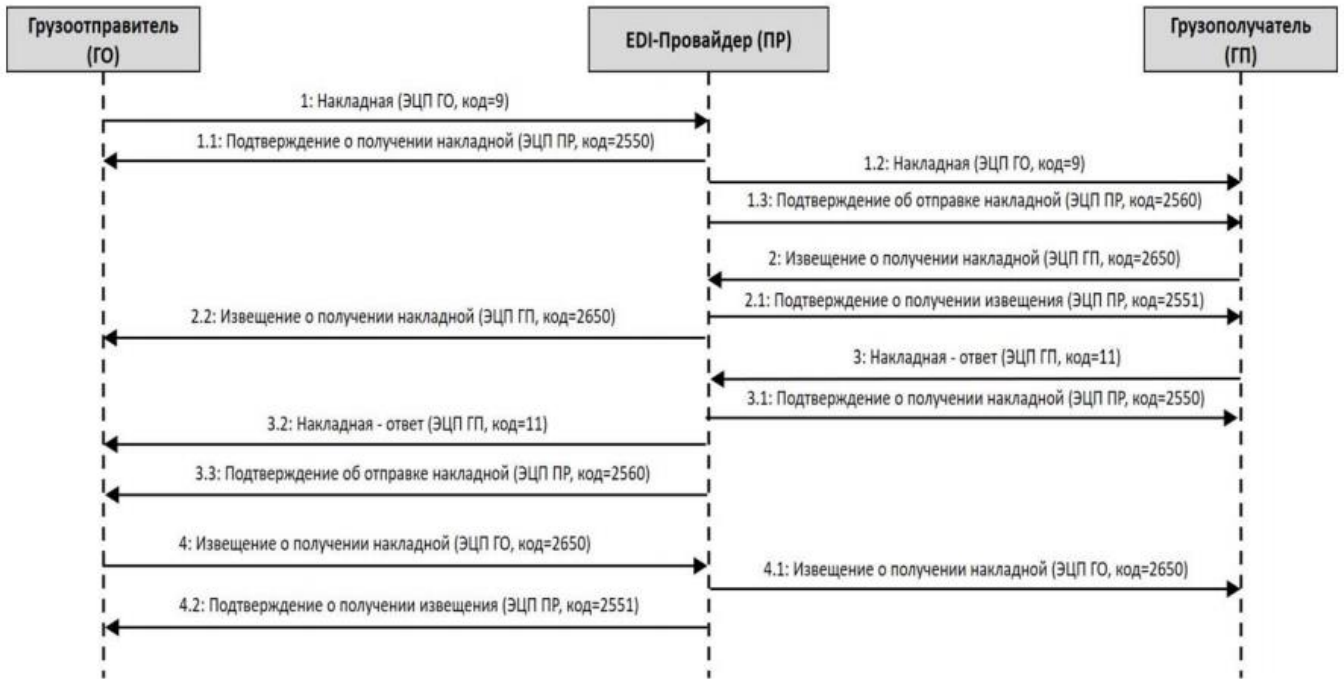 Грузоотправитель
(ГО)
EDI-Провайдер (ПР)
Грузополучатель
(ГП)
1: Накладная (ЭЦП ГО, код=9)
1.1: Подтверждение о получении накладной (ЭЦП ПР, код=2550)
1.2: Накладная (ЭЦП ГО, код=9)
1.3: Подтверждение об отправке накладной (ЭЦП ПР, код=2560)
2: Извещение о получении накладной (ЭЦП ГП, код=2650)
2.1: Подтверждение о получении извещения (ЭЦП ПР, код=2551)
2.2: Извещение о получении накладной (ЭЦП ГП, код=2650)
3: Накладная - ответ (ЭЦП ГП, код=11)
3.1: Подтверждение о получении накладной (ЭЦП ПР, код=2550)
3.2: Накладная - ответ (ЭЦП ГП, код=11)
3.3: Подтверждение об отправке накладной (ЭЦП ПР, код=2560)
4: Извещение о получении накладной (ЭЦП ГО, код=2650)
4.1: Извещение о получении накладной (ЭЦП ГО, код=2650)
4.2: Подтверждение о получении извещения (ЭЦП ПР, код=2551)